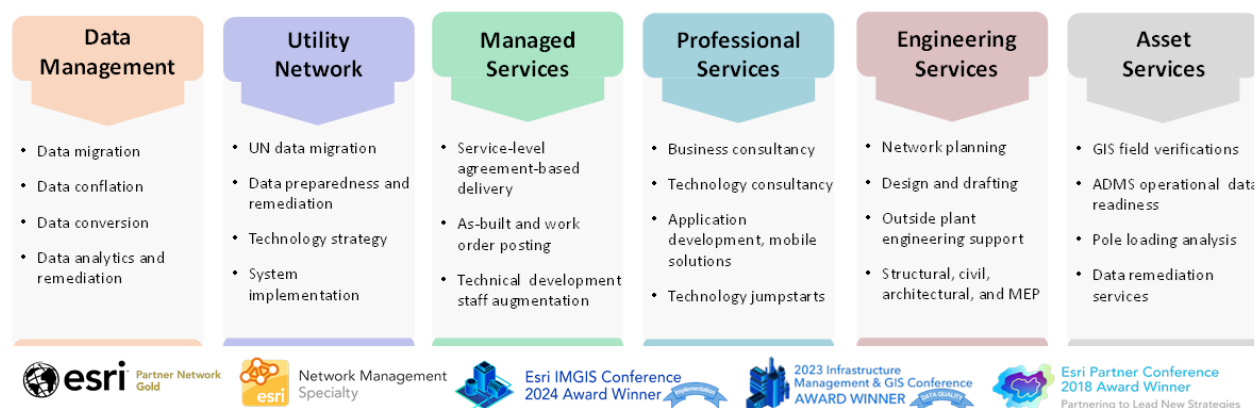 Data
Management
Utility
Network
Managed
Services
Professional
Services
Engineering
Services
Asset
Services
• Data migration
• Data conflation
• Data conversion
• Data analytics and
remediation
• UN data migration
• Data preparedness and
remediation
• Technology strategy
• System
implementation
• Service-level
agreement-based
delivery
• As-built and work
order posting
• Technical development
staff augmentation
• Business consultancy
• Technology consultancy
• Application
development, mobile
solutions
• Technology jumpstarts
• Network planning
• Design and drafting
• Outside plant
engineering support
• Structural, civil,
architectural, and MEP
• GIS field verifications
• ADMS operational data
readiness
• Pole loading analysis
• Data remediation
services
esri
Partner Network
Gold
esri
Network Management
Specialty
Esri IMGIS Conference
2024 Award Winner
Implementation
2023 Infrastructure
Management & GIS Conference
AWARD WINNER
DATA QUALITY
Esri Partner Conference
2018 Award Winner
Partnering to Lead New Strategies